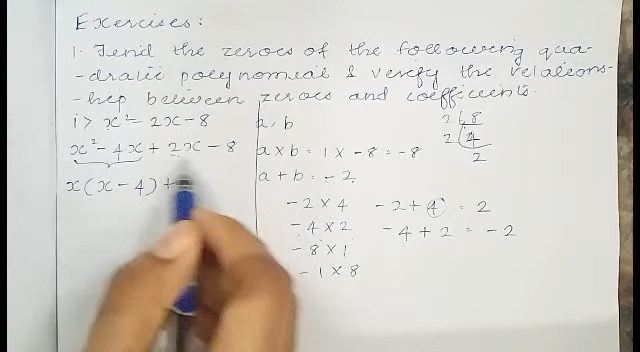 Exercises:
1. Find the zeroes of the following qua-
-dratic polynomial & verify the relations-
-hip between zeroes and coefficients.
i> x² - 2x - 8
x² - 4x + 2x - 8
x(x - 4) +
a, b
a x b = 1 x -8 = -8
a + b = -2
-2 x 4    -2 + 4 = 2
-4 x 2    -4 + 2 = -2
-8 x 1
-1 x 8
2 | 8
2 | 4
2